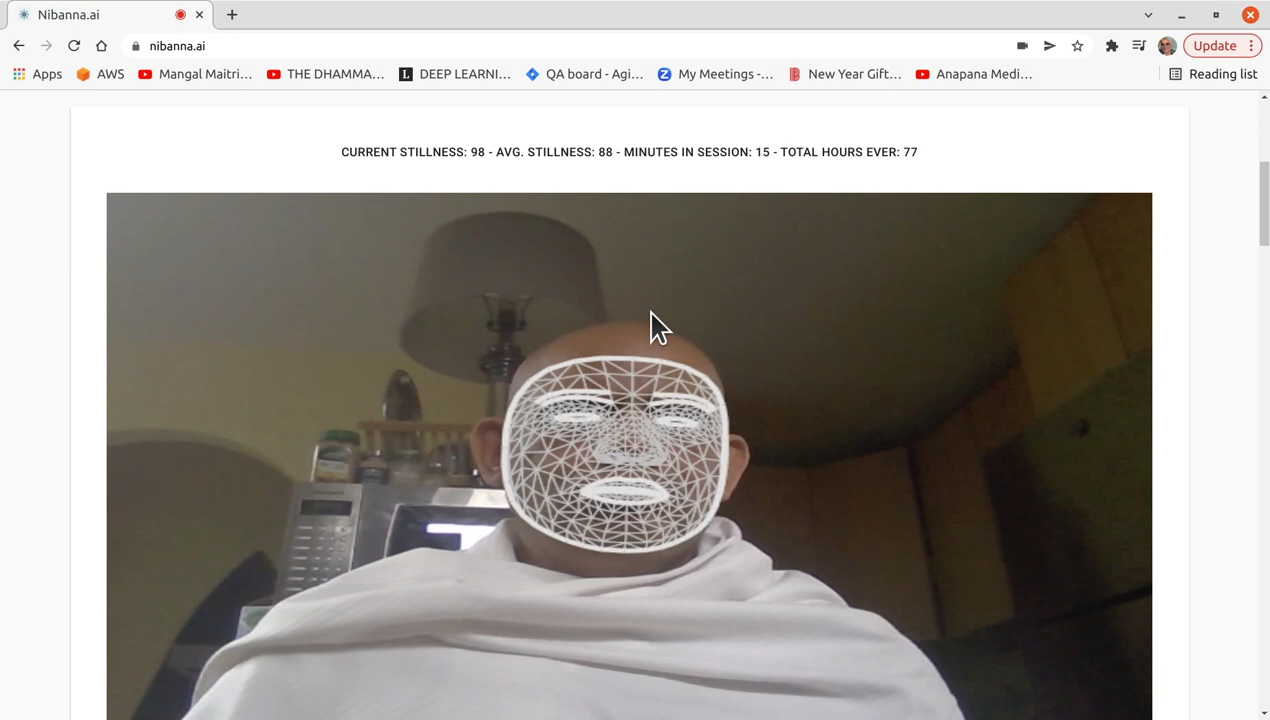 Nibanna.ai
nibanna.ai
Update
Apps
AWS
Mangal Maitri...
THE DHAMMA...
DEEP LEARNI...
QA board - Agi...
My Meetings -...
New Year Gift...
Anapana Medi...
Reading list
CURRENT STILLNESS: 98 - AVG. STILLNESS: 88 - MINUTES IN SESSION: 15 - TOTAL HOURS EVER: 77